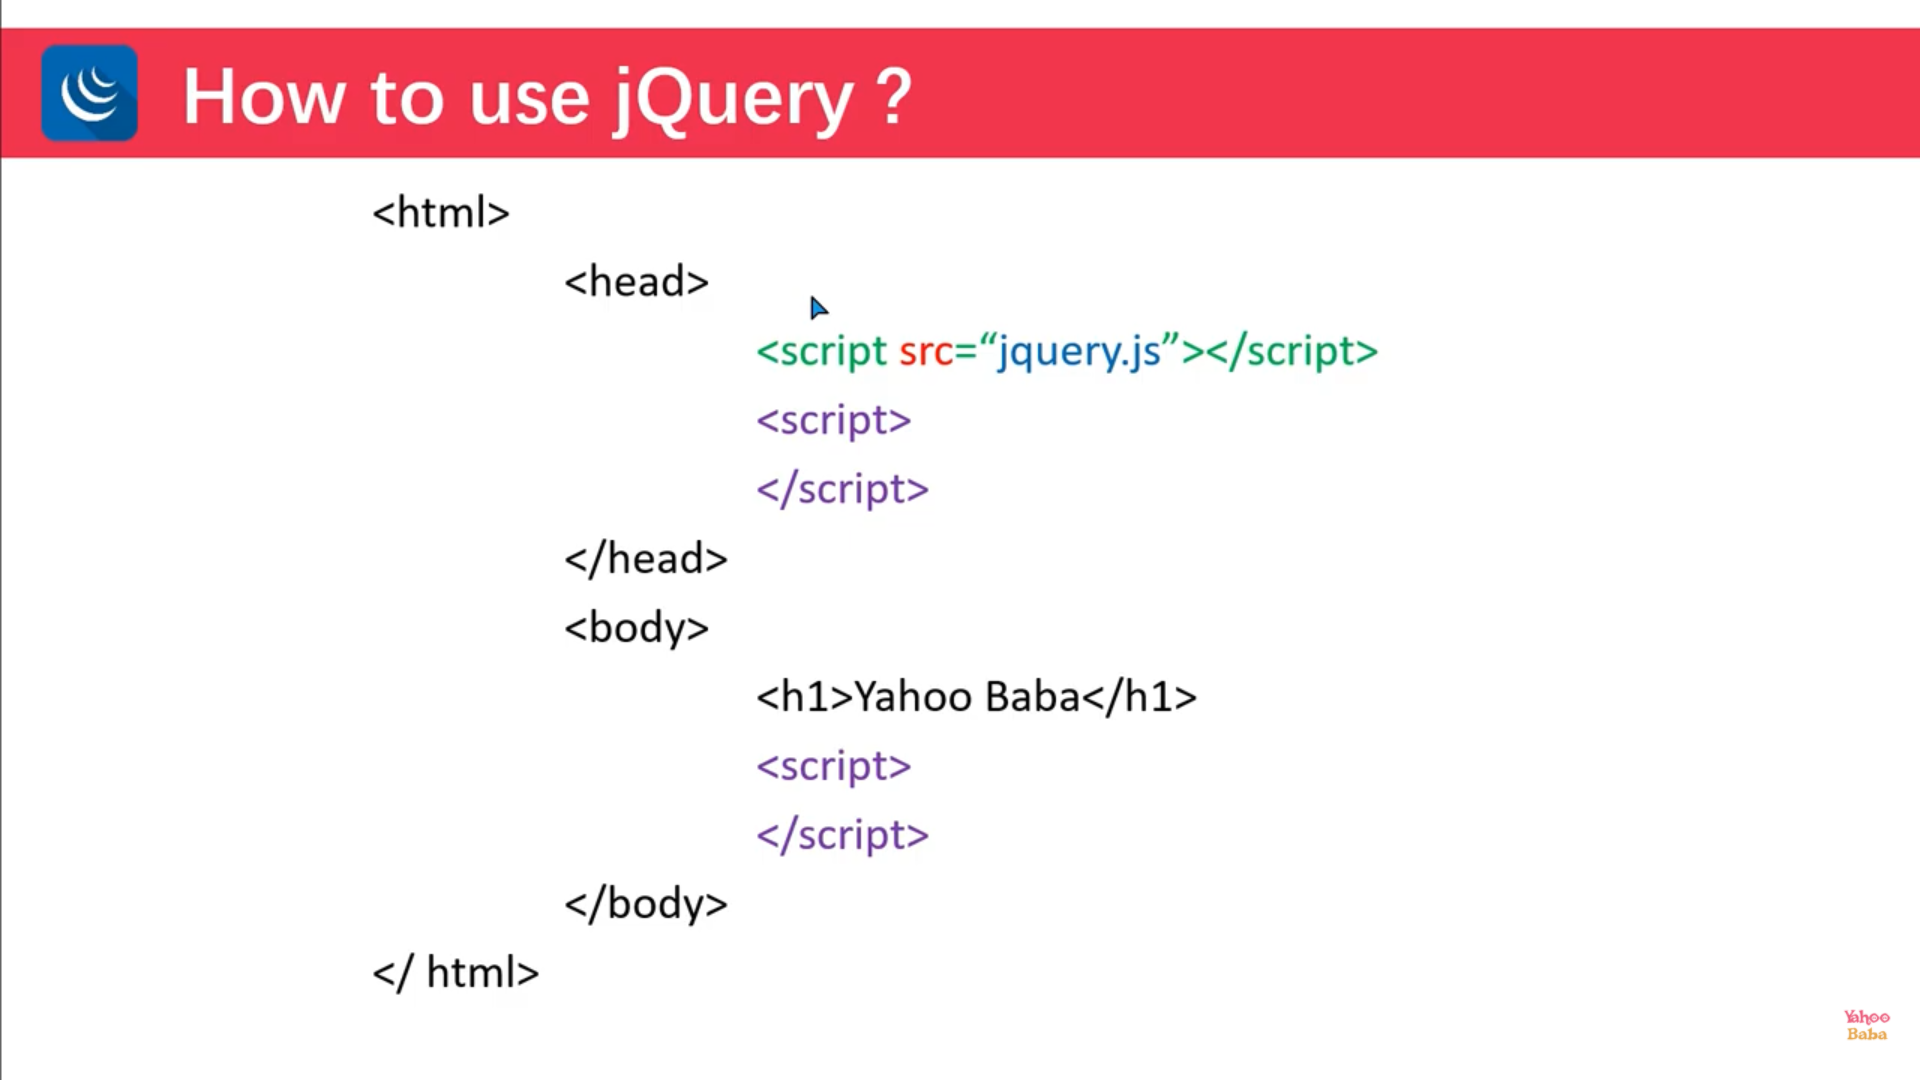 How to use jQuery ?
<html>
<head>
<script src=“jquery.js”></script>
<script>
</script>
</head>
<body>
<h1>Yahoo Baba</h1>
<script>
</script>
</body>
</ html>
Yahoo
Baba